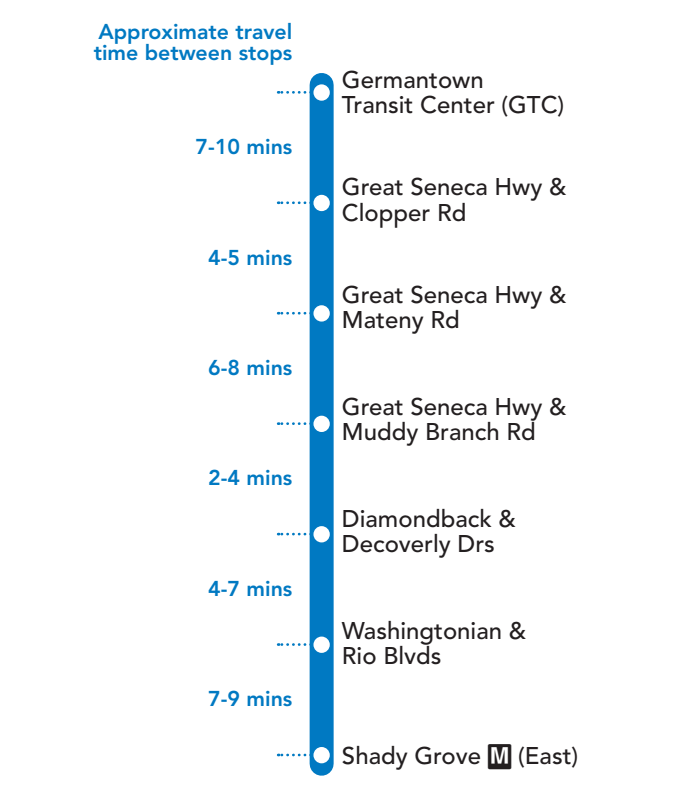 Approximate travel
time between stops
Germantown
Transit Center (GTC)
7-10 mins
Great Seneca Hwy &
Clopper Rd
4-5 mins
Great Seneca Hwy &
Mateny Rd
6-8 mins
Great Seneca Hwy &
Muddy Branch Rd
2-4 mins
Diamondback &
Decoverly Drs
4-7 mins
Washingtonian &
Rio Blvds
7-9 mins
Shady Grove M (East)